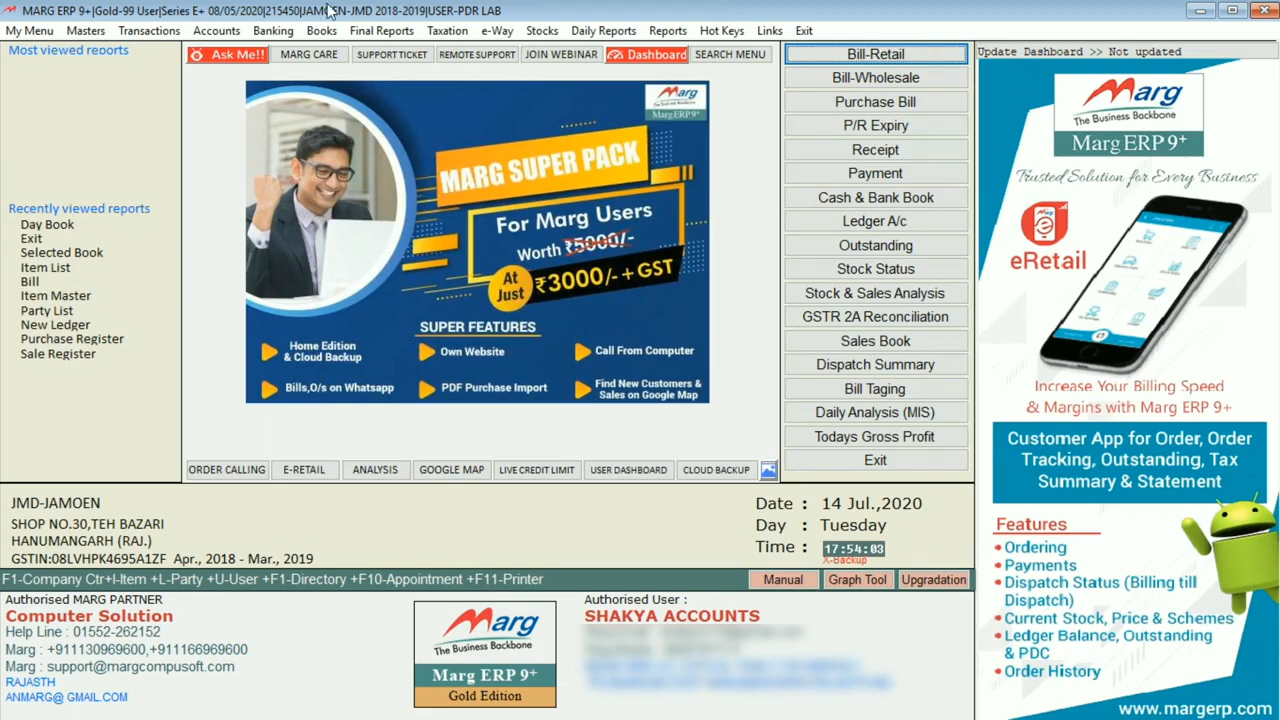 MARG ERP 9+|Gold-99 User|Series E+ 08/05/2020|215450|JAMOEN-JMD 2018-2019|USER-PDR LAB
My Menu Masters Transactions Accounts Banking Books Final Reports Taxation e-Way Stocks Daily Reports Reports Hot Keys Links Exit
Most viewed reports
Recently viewed reports
Day Book
Exit
Selected Book
Item List
Bill
Item Master
Party List
New Ledger
Purchase Register
Sale Register
Ask Me!! MARG CARE SUPPORT TICKET REMOTE SUPPORT JOIN WEBINAR Dashboard SEARCH MENU
Marg
The Business Backbone
Marg ERP 9+
MARG SUPER PACK
For Marg Users
Worth ₹5000/-
At Just ₹3000/-+GST
SUPER FEATURES
Home Edition
& Cloud Backup
Own Website
Call From Computer
Bills,O/s on Whatsapp
PDF Purchase Import
Find New Customers &
Sales on Google Map
ORDER CALLING E-RETAIL ANALYSIS GOOGLE MAP LIVE CREDIT LIMIT USER DASHBOARD CLOUD BACKUP
Bill-Retail
Bill-Wholesale
Purchase Bill
P/R Expiry
Receipt
Payment
Cash & Bank Book
Ledger A/c
Outstanding
Stock Status
Stock & Sales Analysis
GSTR 2A Reconciliation
Sales Book
Dispatch Summary
Bill Taging
Daily Analysis (MIS)
Todays Gross Profit
Exit
Update Dashboard >> Not updated
Marg
The Business Backbone
Marg ERP 9+
Trusted Solution for Every Business
eRetail
Increase Your Billing Speed
& Margins with Marg ERP 9+
Customer App for Order, Order
Tracking, Outstanding, Tax
Summary & Statement
Features
• Ordering
• Payments
• Dispatch Status (Billing till
Dispatch)
• Current Stock, Price & Schemes
• Ledger Balance, Outstanding
& PDC
• Order History
www.margerp.com
JMD-JAMOEN
SHOP NO.30,TEH BAZARI
HANUMANGARH (RAJ.)
GSTIN:08LVHPK4695A1ZF Apr., 2018 - Mar., 2019
Date : 14 Jul.,2020
Day : Tuesday
Time : 17:54:03
X-Backup
F1-Company Ctr+I-Item +L-Party +U-User +F1-Directory +F10-Appointment +F11-Printer
Manual Graph Tool Upgradation
Authorised MARG PARTNER
Computer Solution
Help Line : 01552-262152
Marg : +911130969600,+911166969600
Marg : support@margcompusoft.com
RAJASTH
ANMARG@ GMAIL.COM
Marg
The Business Backbone
Marg ERP 9+
Gold Edition
Authorised User :
SHAKYA ACCOUNTS